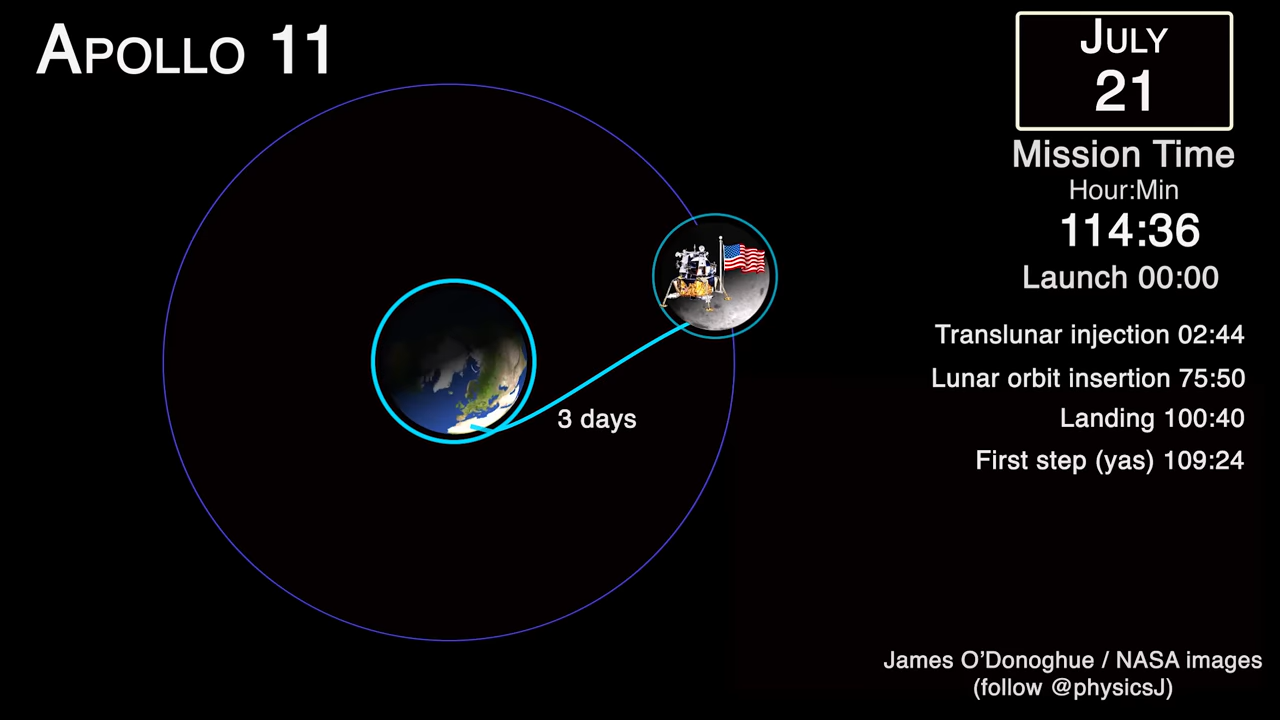 APOLLO 11
JULY
21
Mission Time
Hour:Min
114:36
Launch 00:00
Translunar injection 02:44
Lunar orbit insertion 75:50
Landing 100:40
First step (yas) 109:24
3 days
James O’Donoghue / NASA images
(follow @physicsJ)